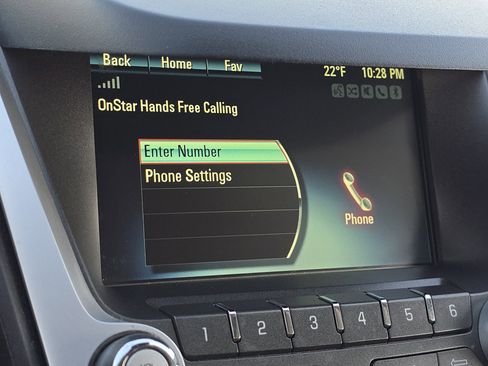 Back Home Fav
22°F 10:28 PM
OnStar Hands Free Calling
Enter Number
Phone Settings
Phone
1 2 3 4 5 6